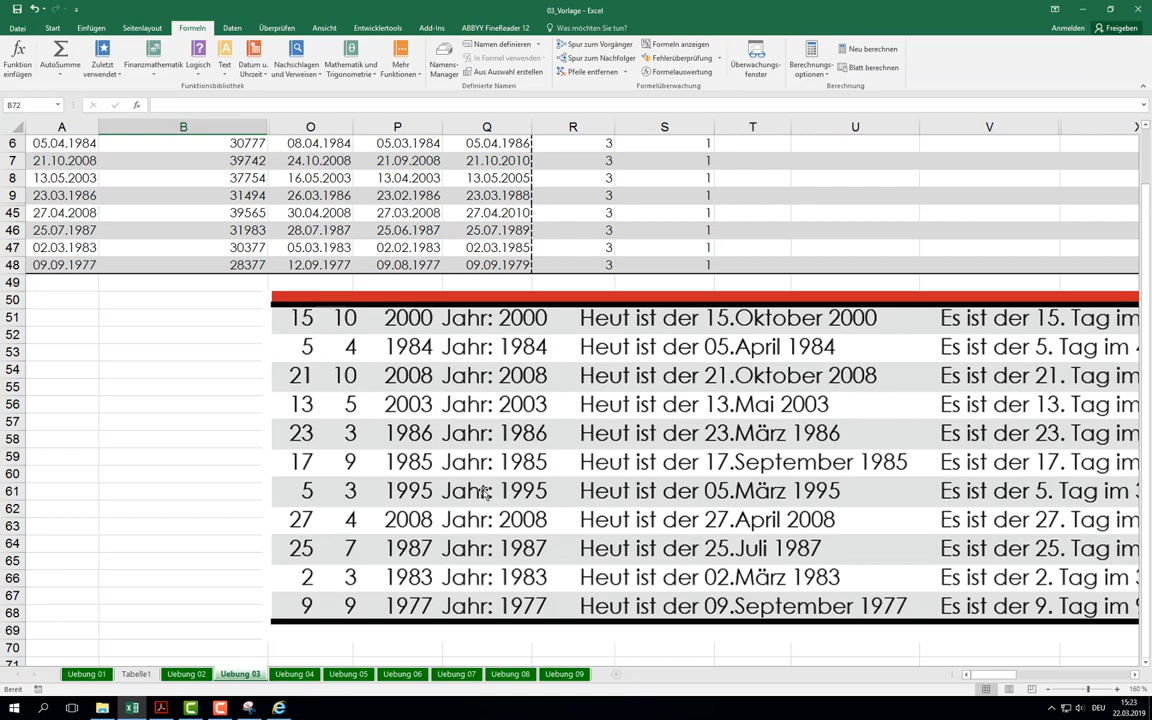 03_Vorlage - Excel
Datei Start Einfügen Seitenlayout Formeln Daten Überprüfen Ansicht Entwicklertools Add-Ins ABBYY FineReader 12 Was möchten Sie tun? Anmelden Freigeben
Funktion einfügen
AutoSumme
Zuletzt verwendet
Finanzmathematik
Logisch
Text
Datum u. Uhrzeit
Nachschlagen und Verweisen
Mathematik und Trigonometrie
Mehr Funktionen
Funktionsbibliothek
Namens-Manager
Namen definieren
In Formel verwenden
Aus Auswahl erstellen
Definierte Namen
Spur zum Vorgänger
Spur zum Nachfolger
Pfeile entfernen
Formeln anzeigen
Fehlerüberprüfung
Formelauswertung
Formelüberwachung
Überwachungs-fenster
Berechnungs-optionen
Neu berechnen
Blatt berechnen
Berechnung
B72 fx
A B O P Q R S T U V X
6 05.04.1984 30777 08.04.1984 05.03.1984 05.04.1986 3 1
7 21.10.2008 39742 24.10.2008 21.09.2008 21.10.2010 3 1
8 13.05.2003 37754 16.05.2003 13.04.2003 13.05.2005 3 1
9 23.03.1986 31494 26.03.1986 23.02.1986 23.03.1988 3 1
45 27.04.2008 39565 30.04.2008 27.03.2008 27.04.2010 3 1
46 25.07.1987 31983 28.07.1987 25.06.1987 25.07.1989 3 1
47 02.03.1983 30377 05.03.1983 02.02.1983 02.03.1985 3 1
48 09.09.1977 28377 12.09.1977 09.08.1977 09.09.1979 3 1
49
50
51
52
53
54
55
56
57
58
59
60
61
62
63
64
65
66
67
68
69
70
71
15 10 2000 Jahr: 2000 Heut ist der 15.Oktober 2000 Es ist der 15. Tag im
5 4 1984 Jahr: 1984 Heut ist der 05.April 1984 Es ist der 5. Tag im 4
21 10 2008 Jahr: 2008 Heut ist der 21.Oktober 2008 Es ist der 21. Tag im
13 5 2003 Jahr: 2003 Heut ist der 13.Mai 2003 Es ist der 13. Tag im
23 3 1986 Jahr: 1986 Heut ist der 23.März 1986 Es ist der 23. Tag im
17 9 1985 Jahr: 1985 Heut ist der 17.September 1985 Es ist der 17. Tag im
5 3 1995 Jahr: 1995 Heut ist der 05.März 1995 Es ist der 5. Tag im 3
27 4 2008 Jahr: 2008 Heut ist der 27.April 2008 Es ist der 27. Tag im
25 7 1987 Jahr: 1987 Heut ist der 25.Juli 1987 Es ist der 25. Tag im
2 3 1983 Jahr: 1983 Heut ist der 02.März 1983 Es ist der 2. Tag im 3
9 9 1977 Jahr: 1977 Heut ist der 09.September 1977 Es ist der 9. Tag im 9
Uebung 01 Tabelle1 Uebung 02 Uebung 03 Uebung 04 Uebung 05 Uebung 06 Uebung 07 Uebung 08 Uebung 09
Bereit 160 %
DEU 15:23
22.03.2019